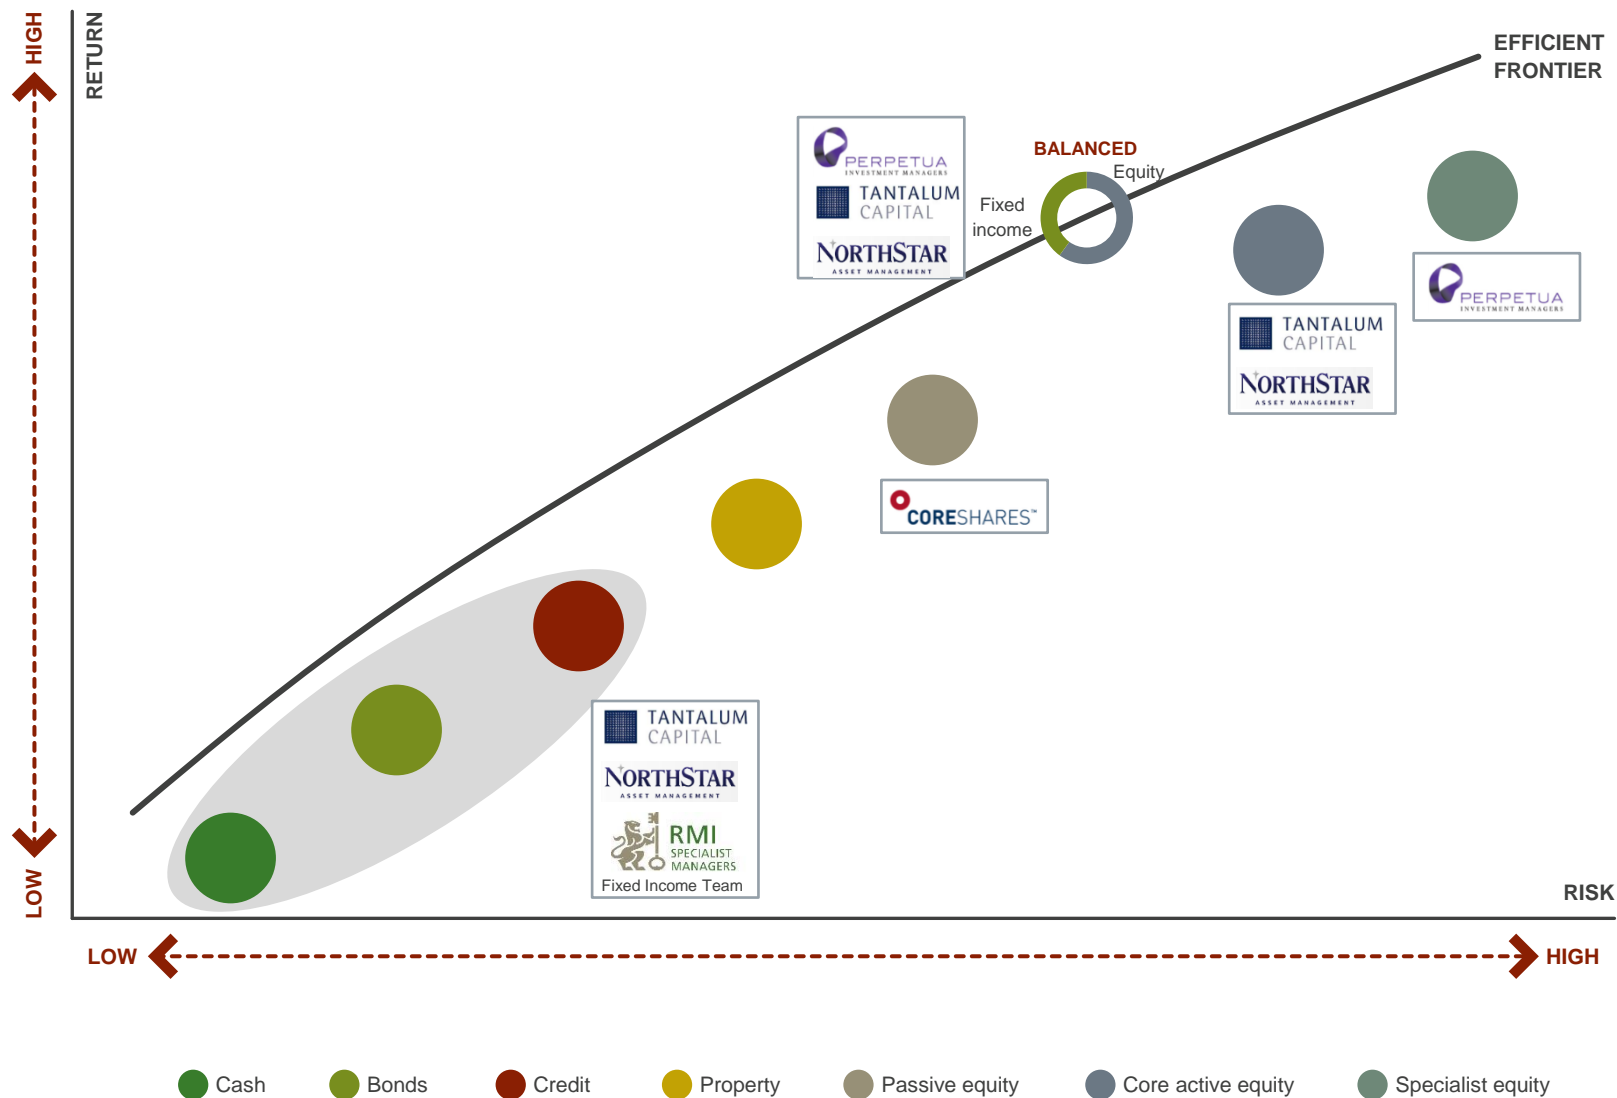 HIGH
RETURN
EFFICIENT
FRONTIER
PERPETUA
INVESTMENT MANAGERS
TANTALUM
CAPITAL
NORTHSTAR
ASSET MANAGEMENT
BALANCED
Equity
Fixed
income
PERPETUA
INVESTMENT MANAGERS
TANTALUM
CAPITAL
NORTHSTAR
ASSET MANAGEMENT
CORESHARES™
TANTALUM
CAPITAL
NORTHSTAR
ASSET MANAGEMENT
RMI
SPECIALIST
MANAGERS
Fixed Income Team
LOW
RISK
LOW
HIGH
Cash
Bonds
Credit
Property
Passive equity
Core active equity
Specialist equity